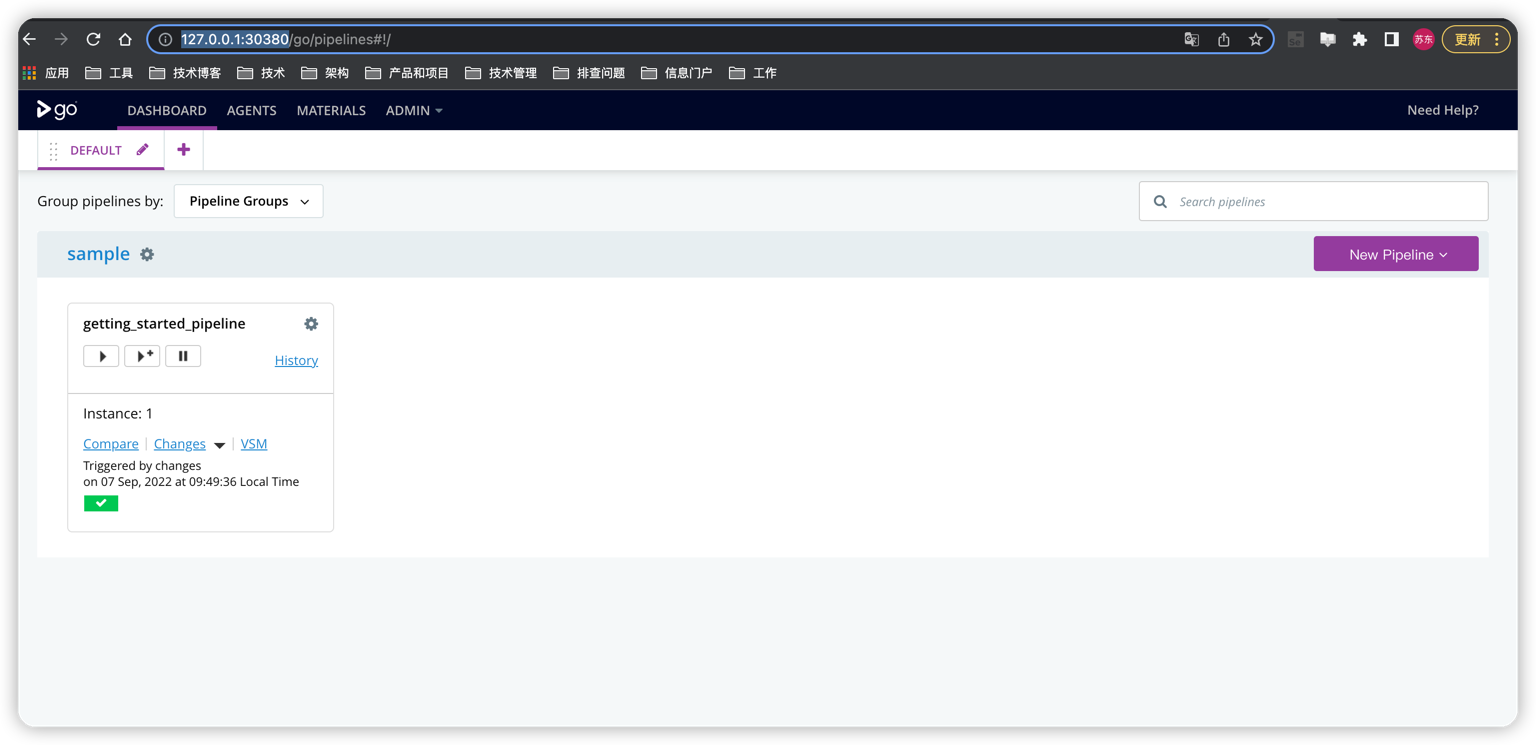 127.0.0.1:30380/go/pipelines#!/
苏东
更新
应用 工具 技术博客 技术 架构 产品和项目 技术管理 排查问题 信息门户 工作
go DASHBOARD AGENTS MATERIALS ADMIN Need Help?
DEFAULT
Group pipelines by: Pipeline Groups Search pipelines
sample New Pipeline
getting_started_pipeline
History
Instance: 1
Compare Changes VSM
Triggered by changes
on 07 Sep, 2022 at 09:49:36 Local Time